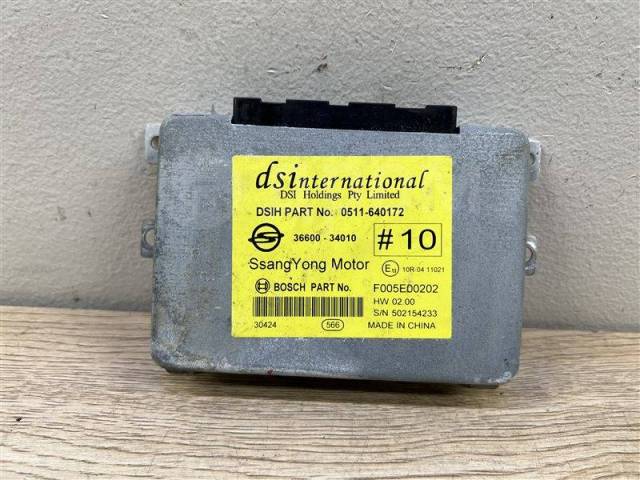 dsinternational
DSI Holdings Pty Limited
DSIH PART No. 0511-640172
36600 - 34010 #10
SsangYong Motor E13 10R-04 11021
BOSCH PART No. F005E00202
HW 02.00
S/N 502154233
30424 566 MADE IN CHINA